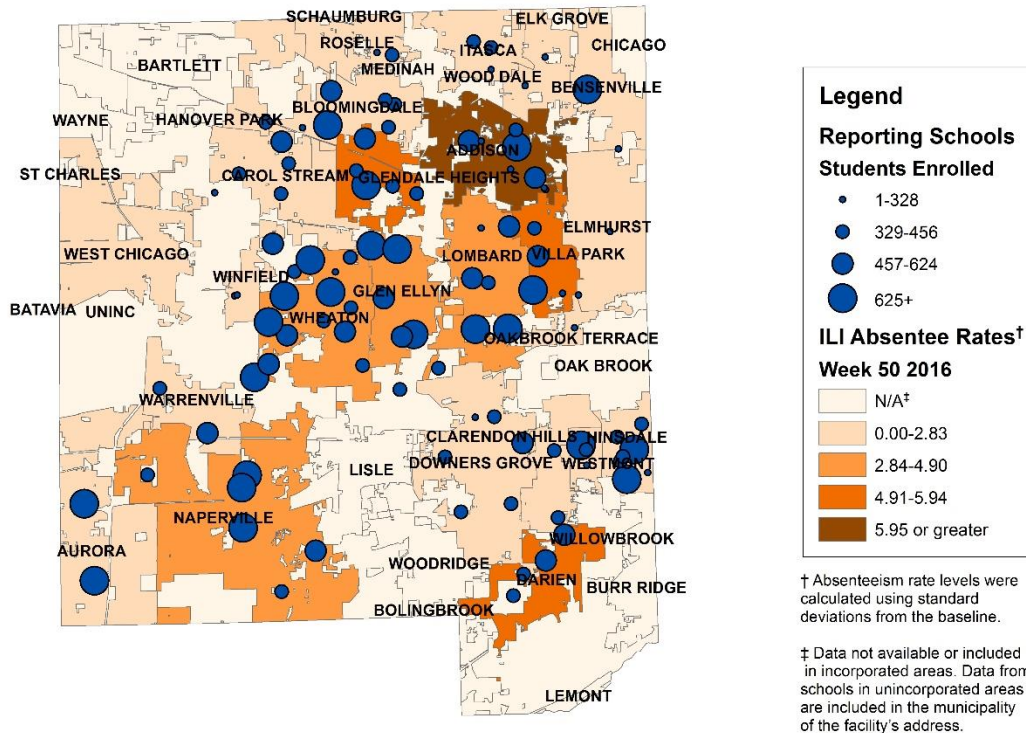 SCHAUMBURG
ELK GROVE
ROSELLE
ITASCA
CHICAGO
MEDINAH
BARTLETT
WOOD DALE
BENSENVILLE
BLOOMINGDALE
WAYNE
HANOVER PARK
ADDISON
ST CHARLES
CAROL STREAM
GLENDALE HEIGHTS
ELMHURST
WEST CHICAGO
LOMBARD
VILLA PARK
WINFIELD
GLEN ELLYN
BATAVIA
UNINC
WHEATON
OAKBROOK TERRACE
OAK BROOK
WARRENVILLE
CLARENDON HILLS
HINSDALE
LISLE
DOWNERS GROVE
WESTMONT
NAPERVILLE
WILLOWBROOK
AURORA
WOODRIDGE
DARIEN
BURR RIDGE
BOLINGBROOK
LEMONT
Legend
Reporting Schools
Students Enrolled
1-328
329-456
457-624
625+
ILI Absentee Rates†
Week 50 2016
N/A‡
0.00-2.83
2.84-4.90
4.91-5.94
5.95 or greater
† Absenteeism rate levels were
calculated using standard
deviations from the baseline.
‡ Data not available or included
in incorporated areas. Data from
schools in unincorporated areas
are included in the municipality
of the facility's address.